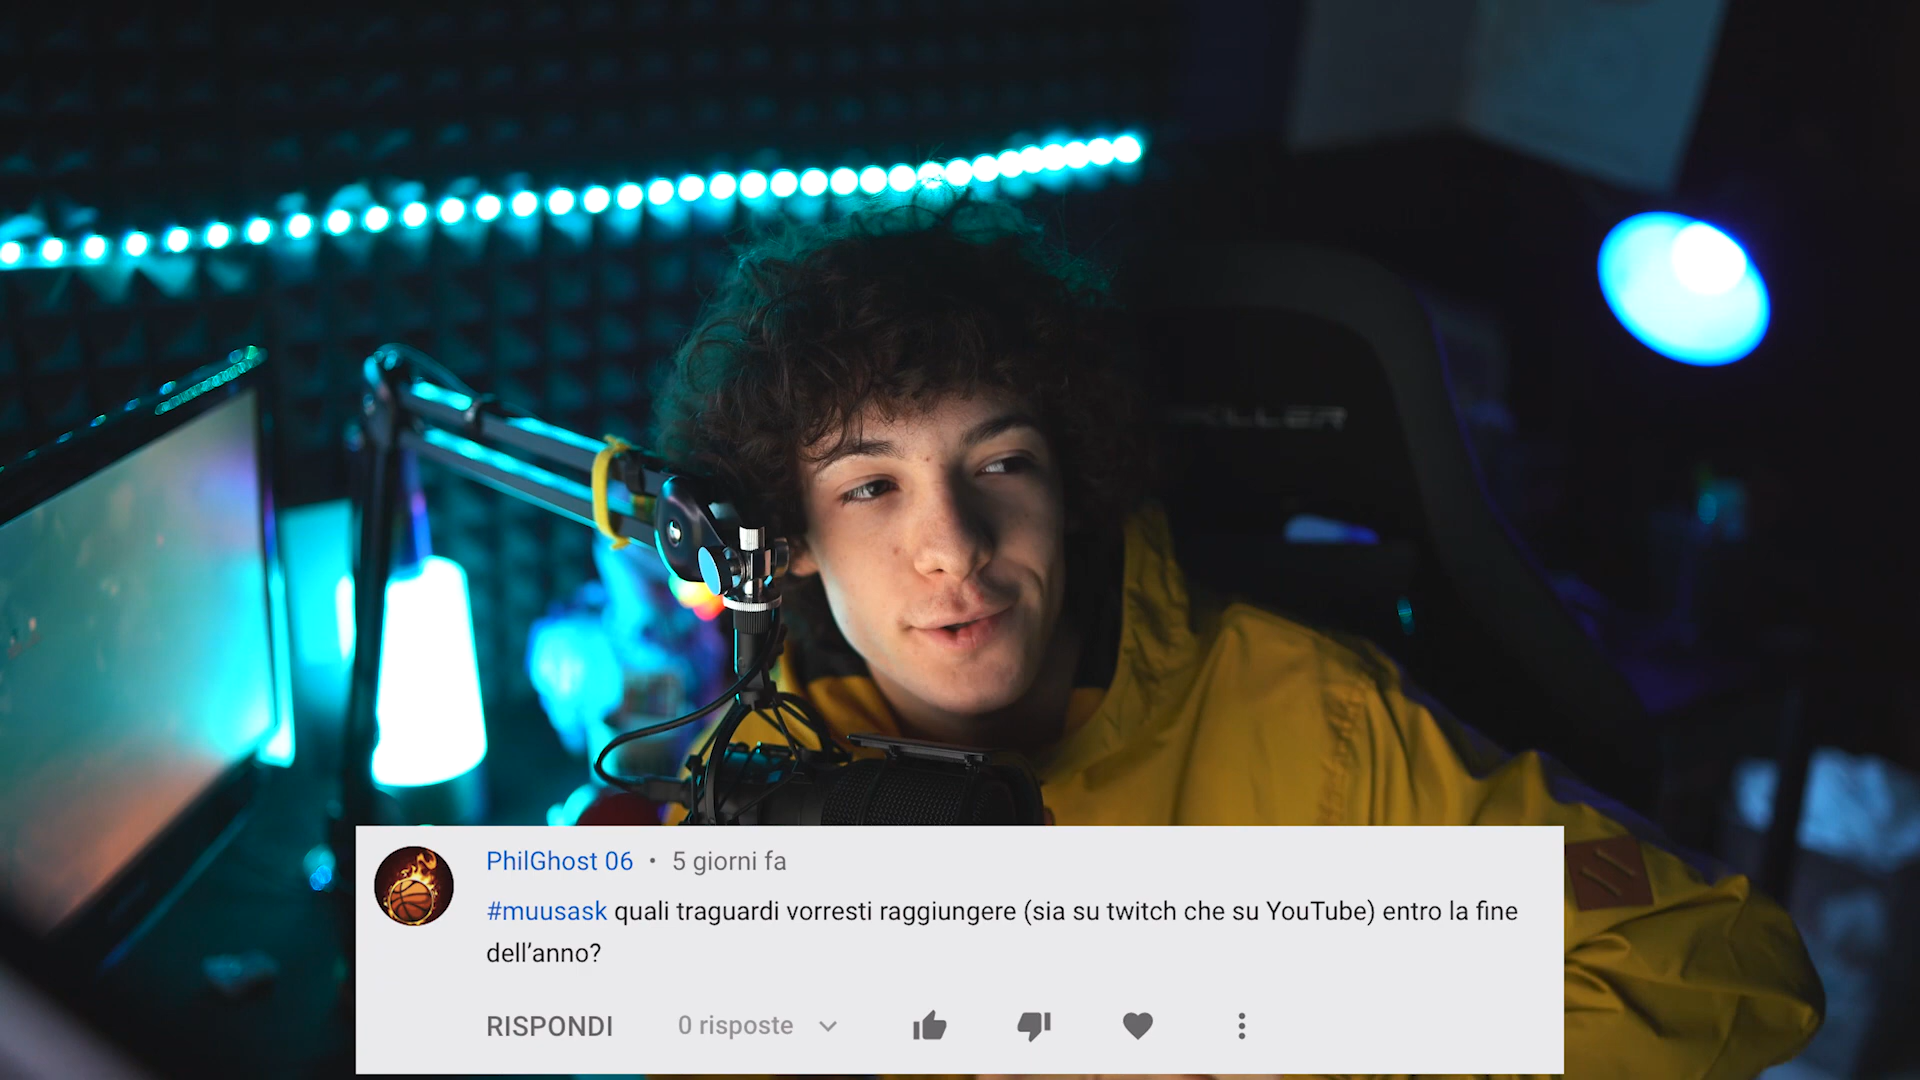 PhilGhost 06 • 5 giorni fa
#muusask quali traguardi vorresti raggiungere (sia su twitch che su YouTube) entro la fine
dell'anno?
RISPONDI 0 risposte